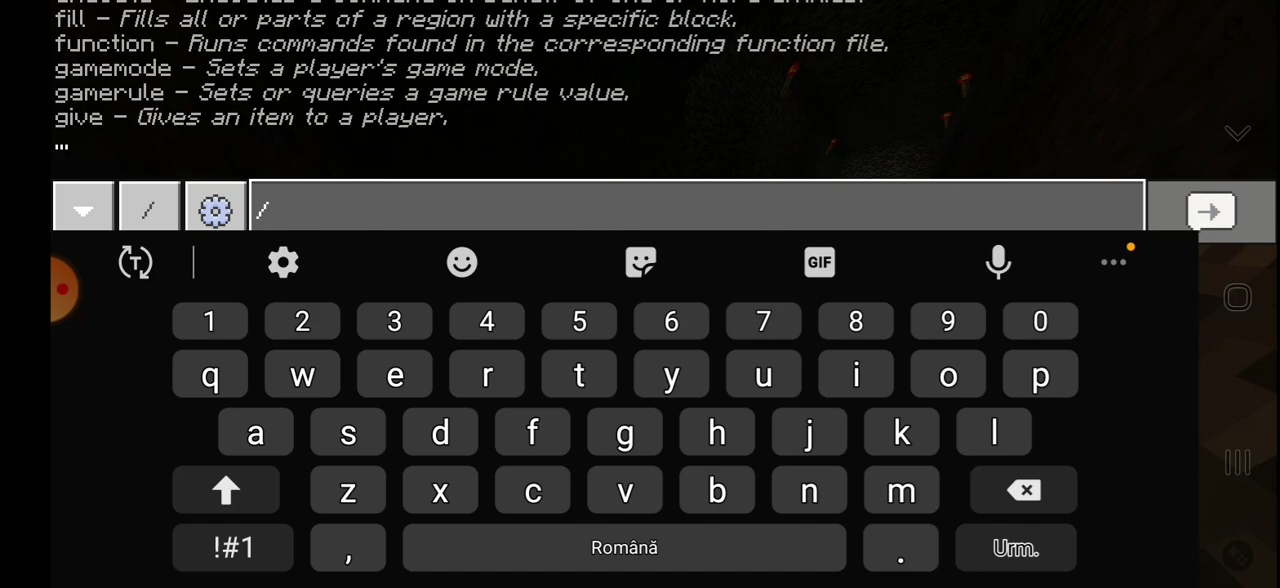 fill – Fills all or parts of a region with a specific block.
function – Runs commands found in the corresponding function file.
gamemode – Sets a player's game mode.
gamerule – Sets or queries a game rule value.
give – Gives an item to a player.
...
/ /
T GIF
1 2 3 4 5 6 7 8 9 0
q w e r t y u i o p
a s d f g h j k l
z x c v b n m
!#1 , Română . Urm.